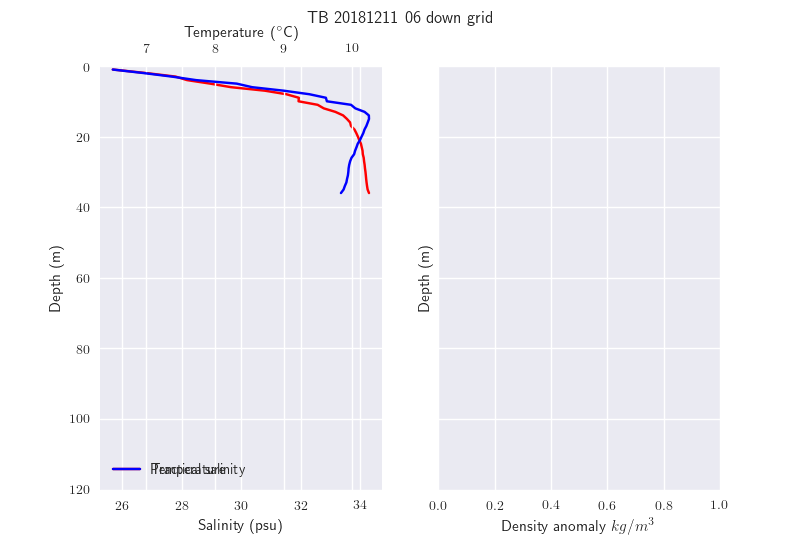 TB 20181211 06 down grid
Temperature (°C)
7 8 9 10
0
20
40
60
80
100
120
Depth (m)
26 28 30 32 34
Salinity (psu)
Depth (m)
0.0 0.2 0.4 0.6 0.8 1.0
Density anomaly kg/m³